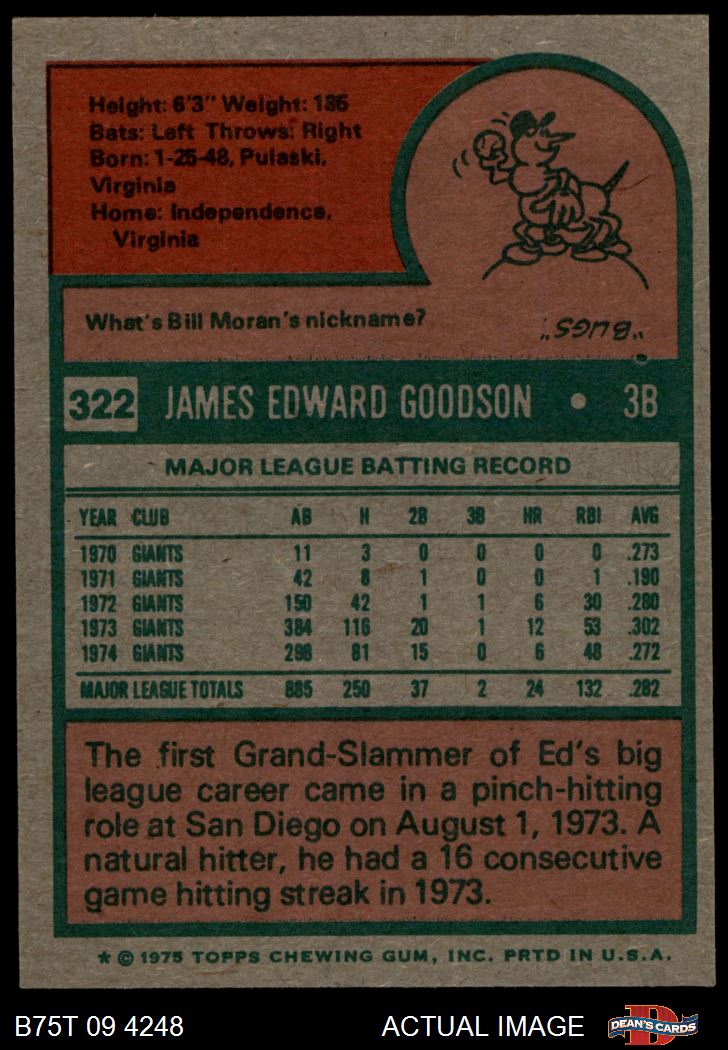 Height: 6'3" Weight: 185
Bats: Left Throws: Right
Born: 1-25-48, Pulaski,
Virginia
Home: Independence,
Virginia
What's Bill Moran's nickname?
"BUGS"
322 JAMES EDWARD GOODSON • 3B
MAJOR LEAGUE BATTING RECORD
YEAR CLUB AB H 2B 3B HR RBI AVG
1970 GIANTS 11 3 0 0 0 0 .273
1971 GIANTS 42 8 1 0 0 1 .190
1972 GIANTS 150 42 1 1 6 30 .280
1973 GIANTS 384 116 20 1 12 53 .302
1974 GIANTS 298 81 15 0 6 48 .272
MAJOR LEAGUE TOTALS 885 250 37 2 24 132 .282
The first Grand-Slammer of Ed's big
league career came in a pinch-hitting
role at San Diego on August 1, 1973. A
natural hitter, he had a 16 consecutive
game hitting streak in 1973.
* © 1975 TOPPS CHEWING GUM, INC. PRTD IN U.S.A.
B75T 09 4248 ACTUAL IMAGE DEAN'S CARDS